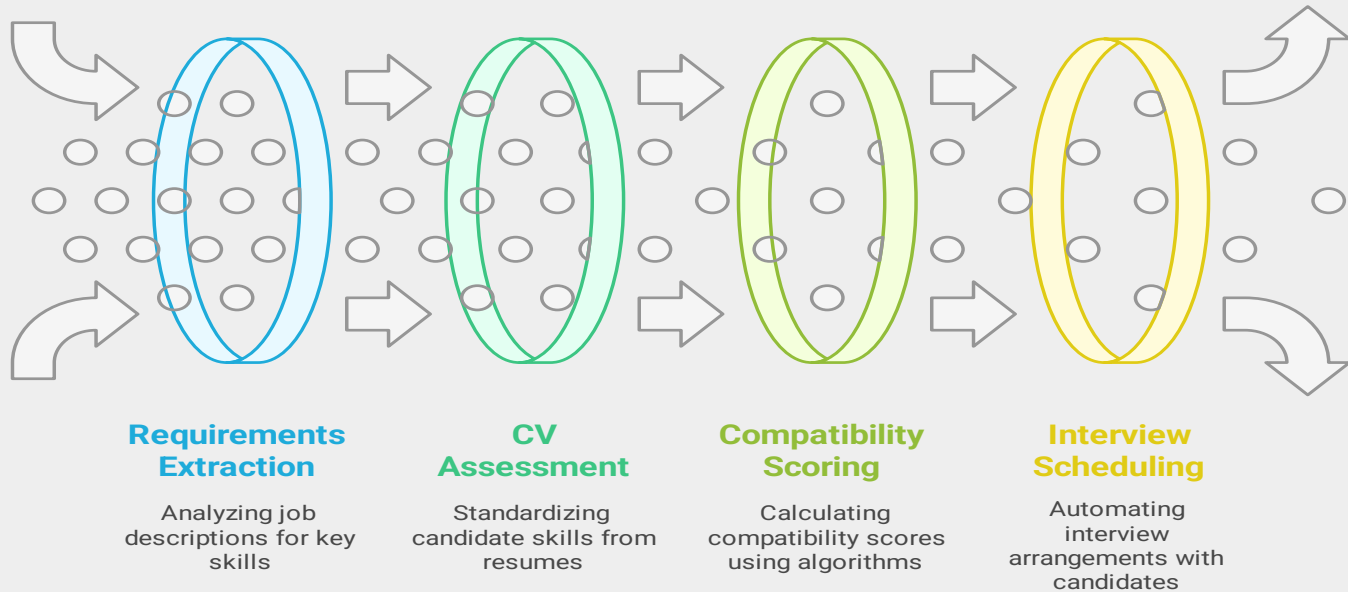 Requirements
Extraction
Analyzing job
descriptions for key
skills
CV
Assessment
Standardizing
candidate skills from
resumes
Compatibility
Scoring
Calculating
compatibility scores
using algorithms
Interview
Scheduling
Automating
interview
arrangements with
candidates